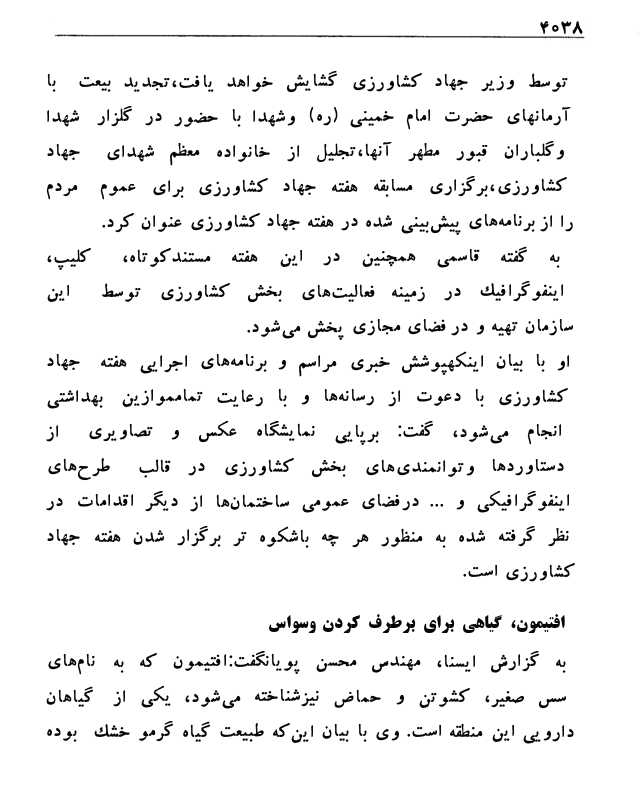 ۴۰۳۸
توسط وزیر جهاد کشاورزی گشایش خواهد یافت،تجدید بیعت با
آرمانهای حضرت امام خمینی (ره) وشهدا با حضور در گلزار شهدا
وگلباران قبور مطهر آنها،تجلیل از خانواده معظم شهدای جهاد
کشاورزی،برگزاری مسابقه هفته جهاد کشاورزی برای عموم مردم
را از برنامه‌های پیش‌بینی شده در هفته جهاد کشاورزی عنوان کرد.
به گفته قاسمی همچنین در این هفته مستندکوتاه، کلیپ،
اینفوگرافیك در زمینه فعالیت‌های بخش کشاورزی توسط این
سازمان تهیه و در فضای مجازی پخش می‌شود.
او با بیان اینکهپوشش خبری مراسم و برنامه‌های اجرایی هفته جهاد
کشاورزی با دعوت از رسانه‌ها و با رعایت تمامموازین بهداشتی
انجام می‌شود، گفت: برپایی نمایشگاه عکس و تصاویری از
دستاوردها وتوانمندی‌های بخش کشاورزی در قالب طرح‌های
اینفوگرافیکی و ... درفضای عمومی ساختمان‌ها از دیگر اقدامات در
نظر گرفته شده به منظور هر چه باشکوه تر برگزار شدن هفته جهاد
کشاورزی است.
افتیمون، گیاهی برای برطرف کردن وسواس
به گزارش ایسنا، مهندس محسن پویانگفت:افتیمون که به نام‌های
سس صغیر، کشوتن و حماض نیزشناخته می‌شود، یکی از گیاهان
دارویی این منطقه است. وی با بیان این‌که طبیعت گیاه گرمو خشك بوده